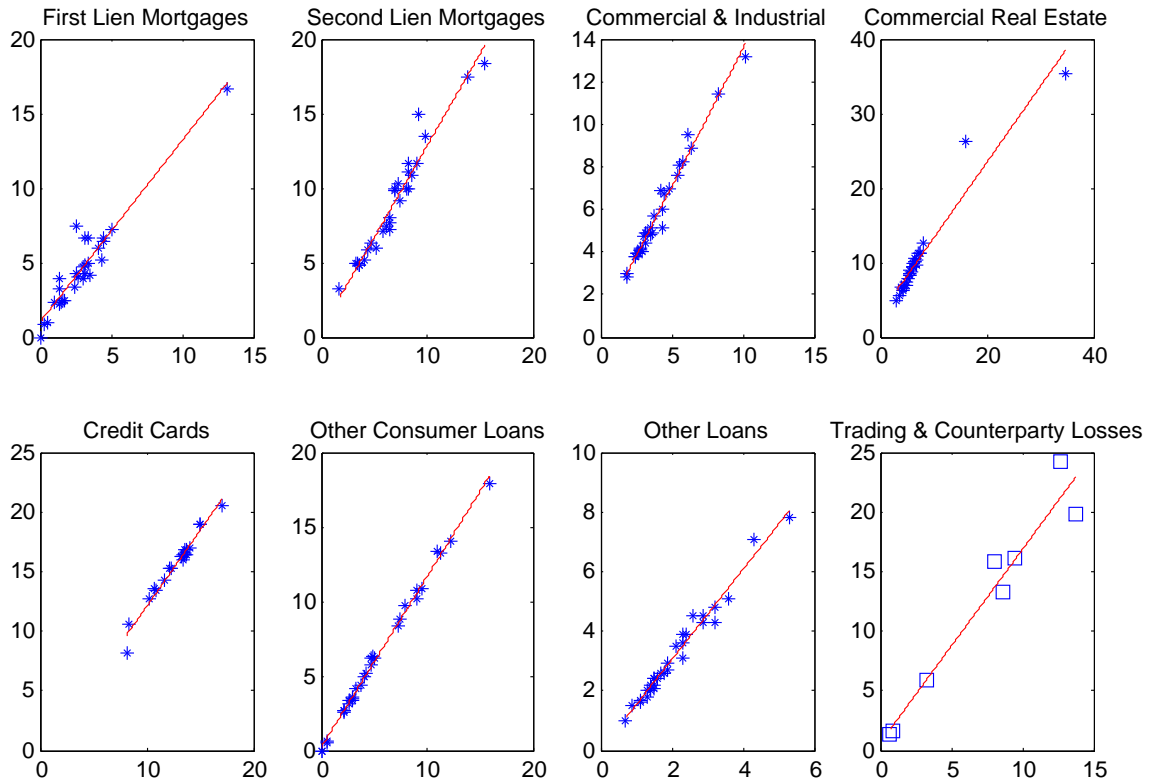 First Lien Mortgages
20
15
10
5
0
0 5 10 15
Second Lien Mortgages
20
15
10
5
0
0 10 20
Commercial & Industrial
14
12
10
8
6
4
2
0
0 5 10 15
Commercial Real Estate
40
30
20
10
0
0 20 40
Credit Cards
25
20
15
10
5
0
0 10 20
Other Consumer Loans
20
15
10
5
0
0 10 20
Other Loans
10
8
6
4
2
0
0 2 4 6
Trading & Counterparty Losses
25
20
15
10
5
0
0 5 10 15